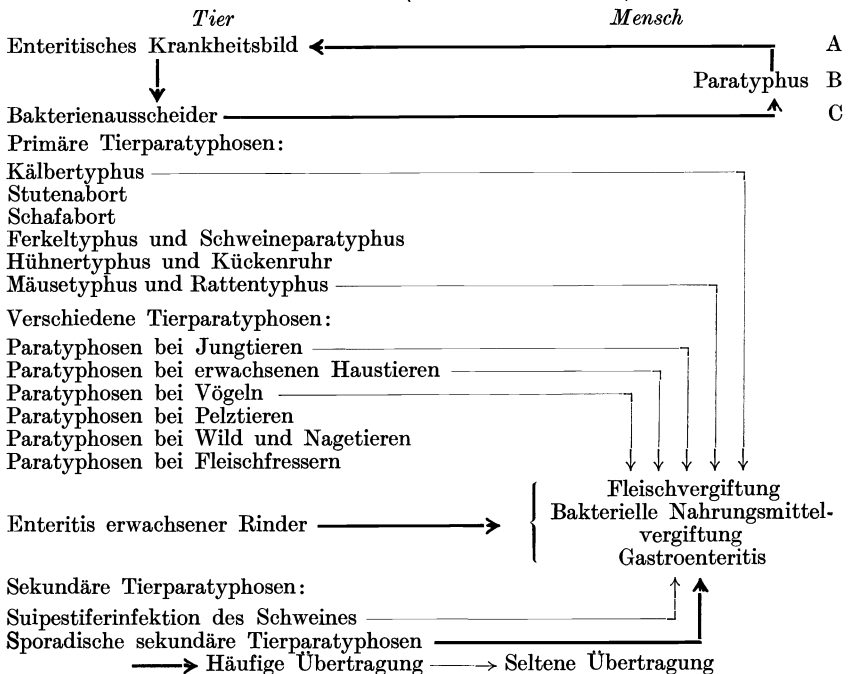 Tier Mensch
Enteritisches Krankheitsbild A
Paratyphus B
Bakterienausscheider C
Primäre Tierparatyphosen:
Kälbertyphus
Stutenabort
Schafabort
Ferkeltyphus und Schweineparatyphus
Hühnertyphus und Kückenruhr
Mäusetyphus und Rattentyphus
Verschiedene Tierparatyphosen:
Paratyphosen bei Jungtieren
Paratyphosen bei erwachsenen Haustieren
Paratyphosen bei Vögeln
Paratyphosen bei Pelztieren
Paratyphosen bei Wild und Nagetieren
Paratyphosen bei Fleischfressern
Fleischvergiftung
Enteritis erwachsener Rinder
Bakterielle Nahrungsmittel-
vergiftung
Gastroenteritis
Sekundäre Tierparatyphosen:
Suipestiferinfektion des Schweines
Sporadische sekundäre Tierparatyphosen
Häufige Übertragung Seltene Übertragung